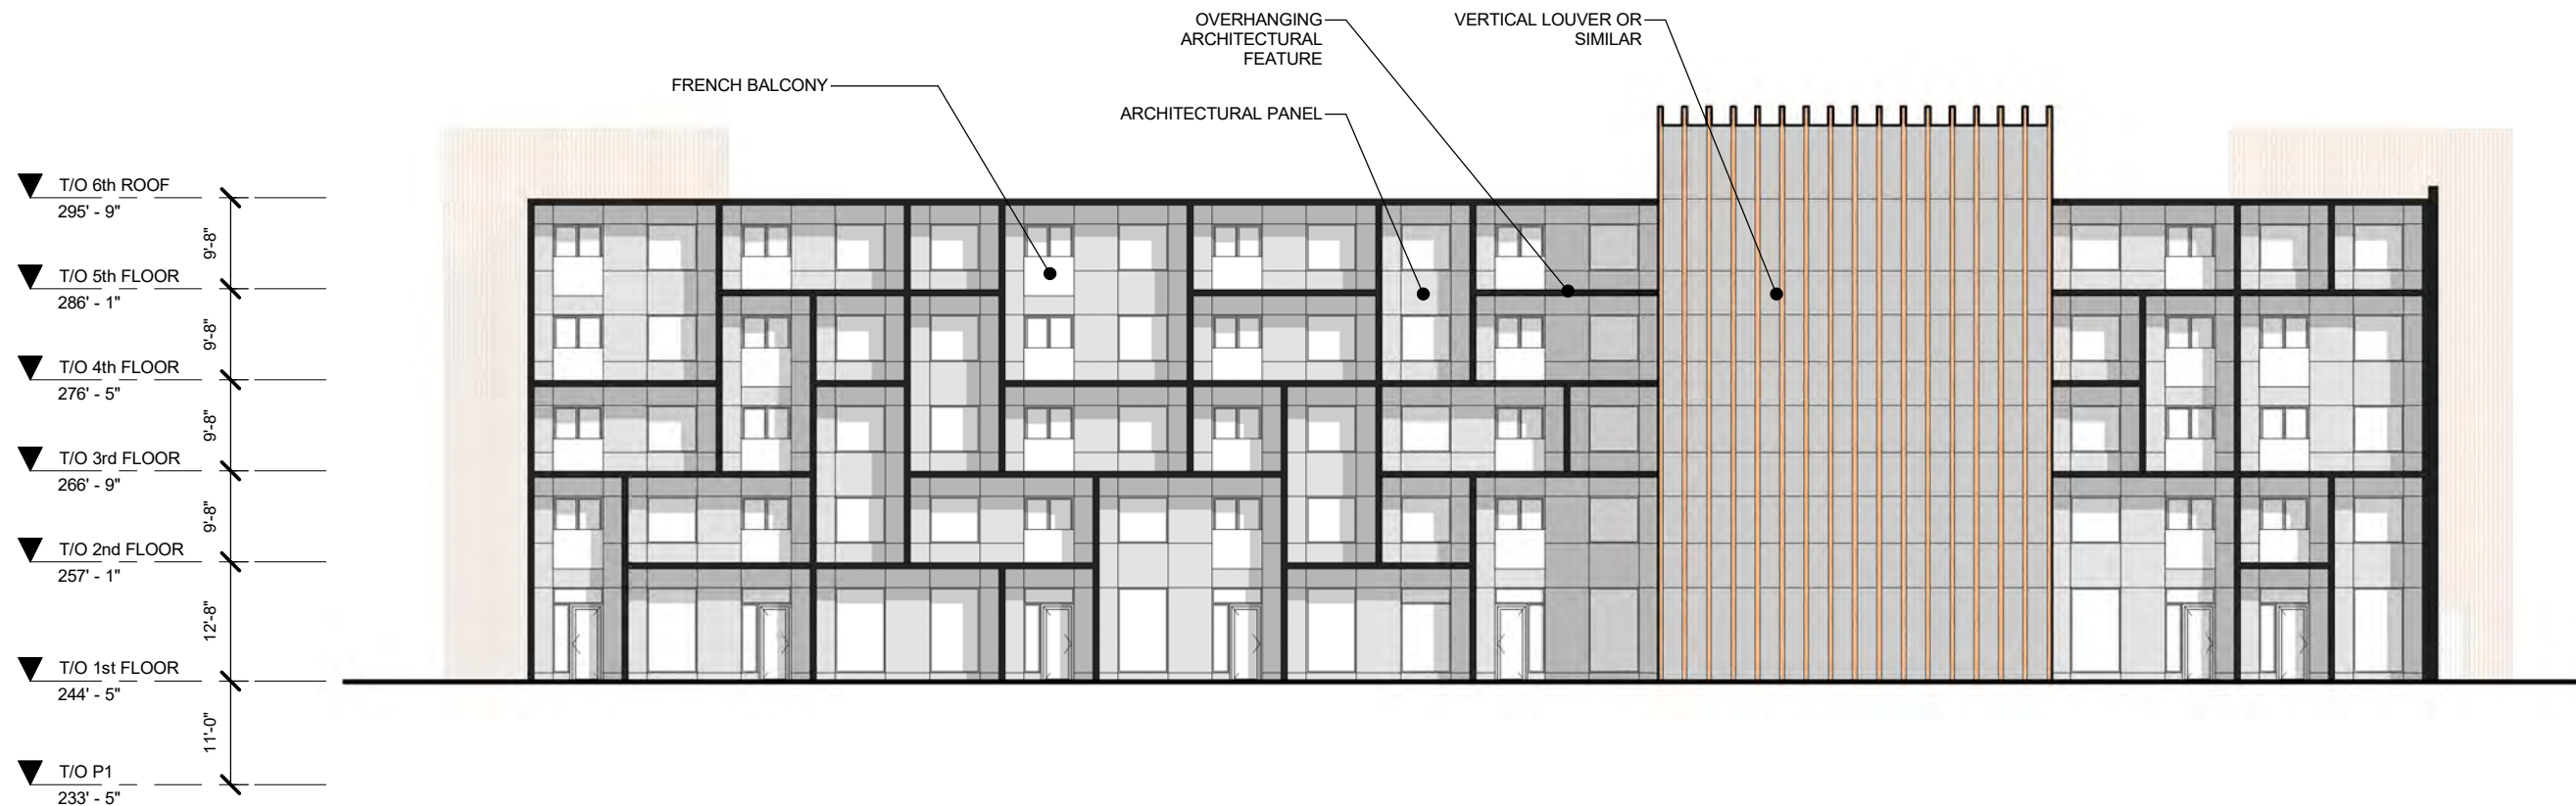 OVERHANGING
ARCHITECTURAL
FEATURE
VERTICAL LOUVER OR
SIMILAR
FRENCH BALCONY
ARCHITECTURAL PANEL
T/O 6th ROOF
295' - 9"
9'-8"
T/O 5th FLOOR
286' - 1"
9'-8"
T/O 4th FLOOR
276' - 5"
9'-8"
T/O 3rd FLOOR
266' - 9"
9'-8"
T/O 2nd FLOOR
257' - 1"
12'-8"
T/O 1st FLOOR
244' - 5"
11'-0"
T/O P1
233' - 5"